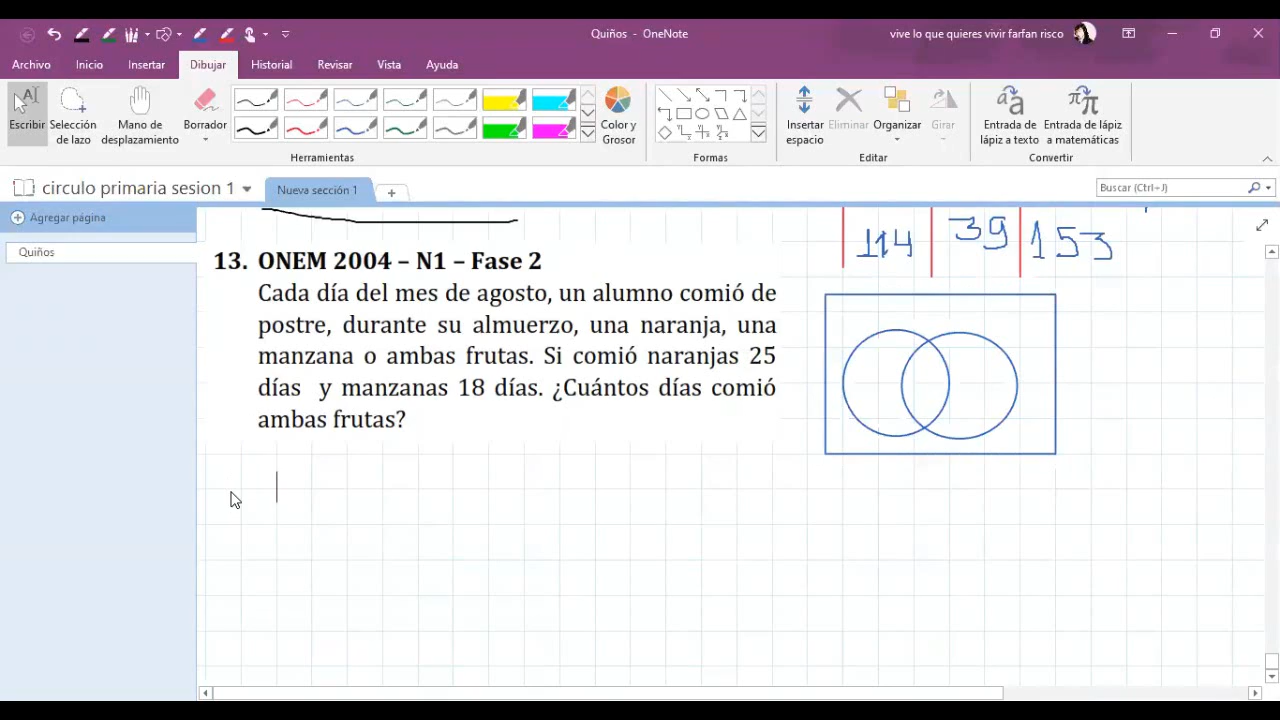 Quiños - OneNote
vive lo que quieres vivir farfan risco
Archivo Inicio Insertar Dibujar Historial Revisar Vista Ayuda
Escribir
Selección de lazo
Mano de desplazamiento
Borrador
Color y Grosor
Insertar espacio
Eliminar
Organizar
Girar
Entrada de lápiz a texto
Entrada de lápiz a matemáticas
Herramientas
Formas
Editar
Convertir
circulo primaria sesion 1
Nueva sección 1
Buscar (Ctrl+J)
Agregar página
Quiños
114 39 153
13. ONEM 2004 – N1 – Fase 2
Cada día del mes de agosto, un alumno comió de
postre, durante su almuerzo, una naranja, una
manzana o ambas frutas. Si comió naranjas 25
días y manzanas 18 días. ¿Cuántos días comió
ambas frutas?